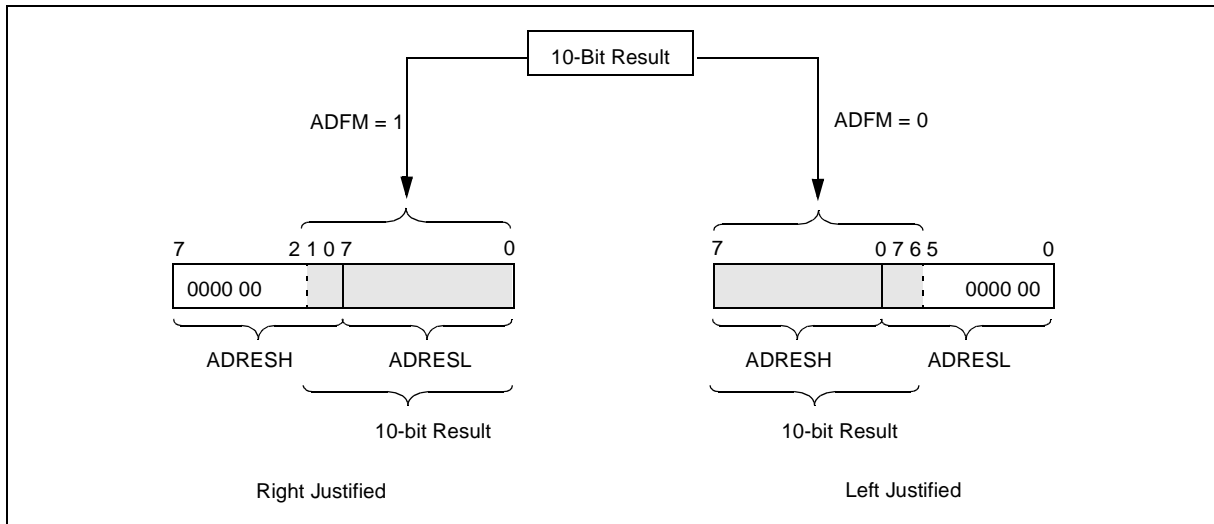 10-Bit Result
ADFM = 1
ADFM = 0
7 2 1 0 7 0
7 0 7 6 5 0
0000 00
0000 00
ADRESH ADRESL
ADRESH ADRESL
10-bit Result
10-bit Result
Right Justified
Left Justified